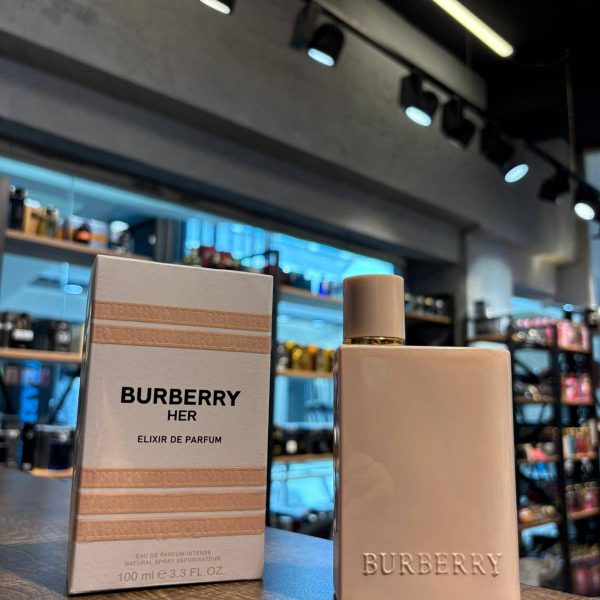 BURBERRY
HER
ELIXIR DE PARFUM
EAU DE PARFUM INTENSE
NATURAL SPRAY VAPORISATEUR
100 ml ℮ 3.3 FL OZ.
BURBERRY